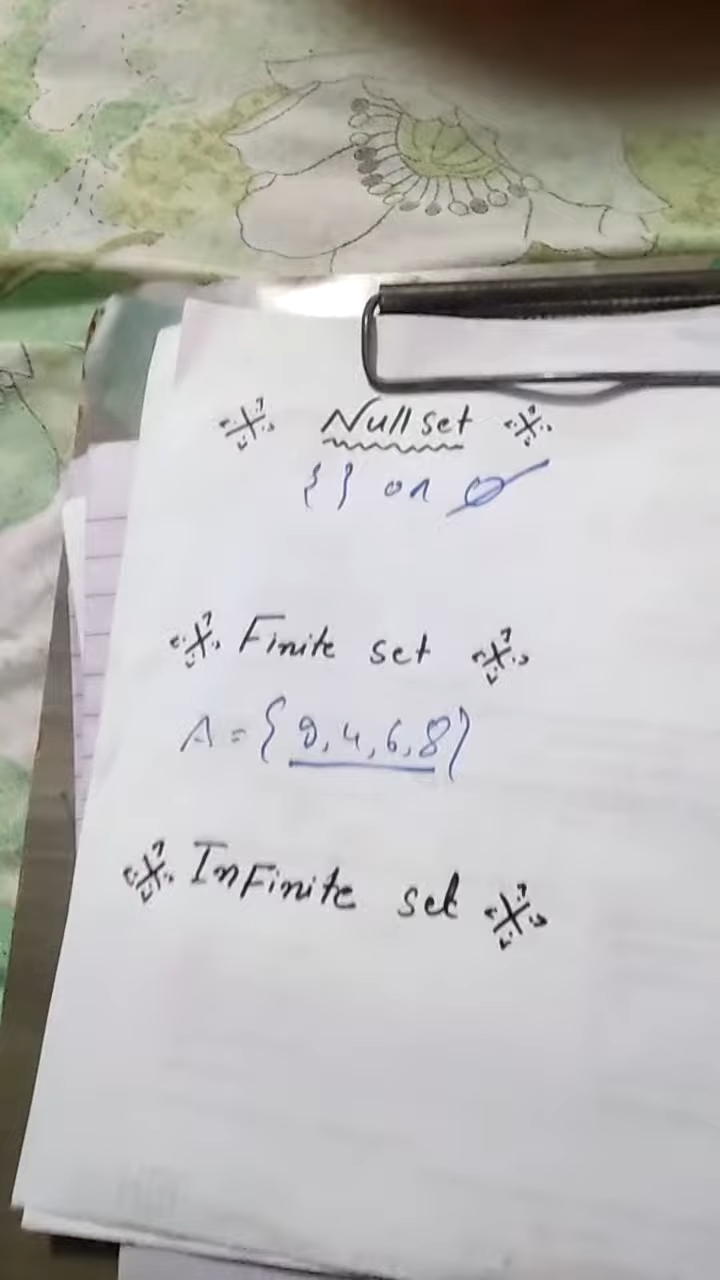 Null set
{ } or ∅
Finite set
A = { 2, 4, 6, 8 }
InFinite set